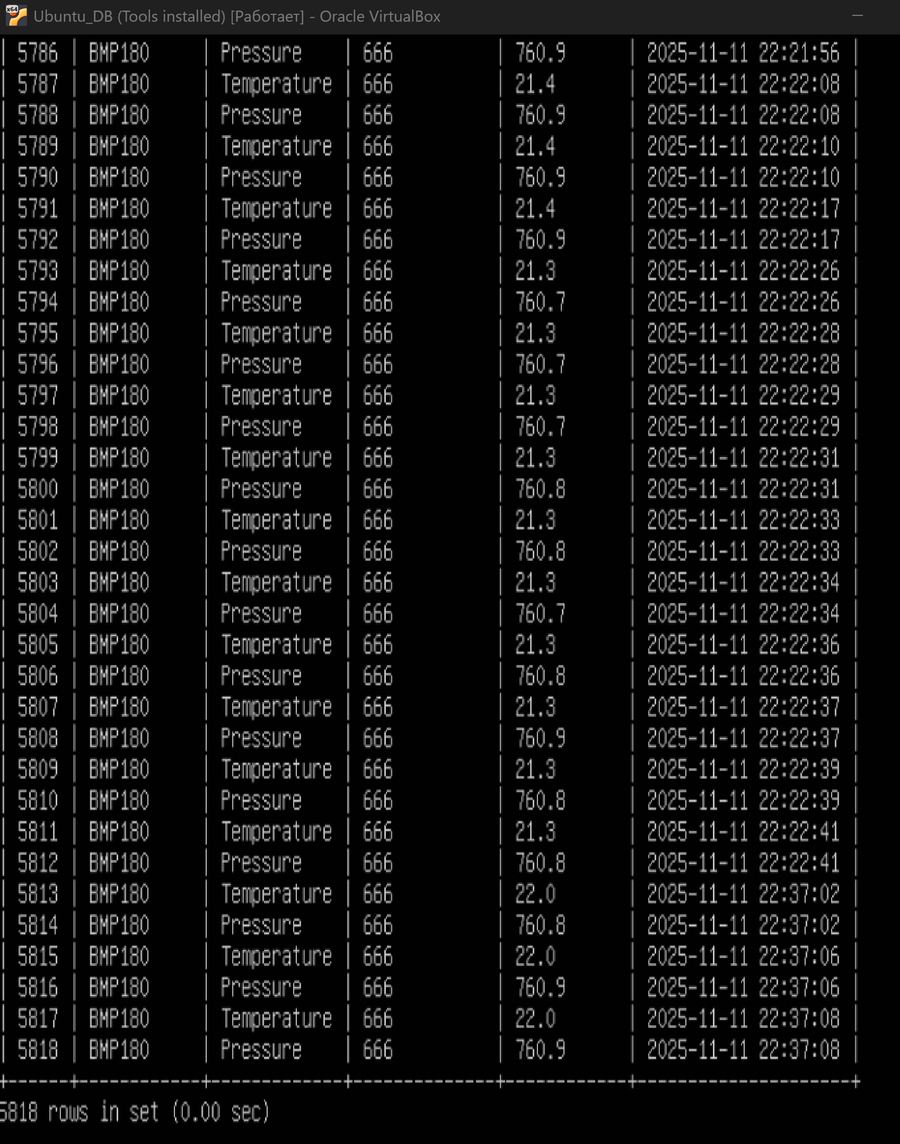 Ubuntu_DB (Tools installed) [Работает] - Oracle VirtualBox
| 5786 | BMP180 | Pressure | 666 | 760.9 | 2025-11-11 22:21:56 |
| 5787 | BMP180 | Temperature | 666 | 21.4 | 2025-11-11 22:22:08 |
| 5788 | BMP180 | Pressure | 666 | 760.9 | 2025-11-11 22:22:08 |
| 5789 | BMP180 | Temperature | 666 | 21.4 | 2025-11-11 22:22:10 |
| 5790 | BMP180 | Pressure | 666 | 760.9 | 2025-11-11 22:22:10 |
| 5791 | BMP180 | Temperature | 666 | 21.4 | 2025-11-11 22:22:17 |
| 5792 | BMP180 | Pressure | 666 | 760.9 | 2025-11-11 22:22:17 |
| 5793 | BMP180 | Temperature | 666 | 21.3 | 2025-11-11 22:22:26 |
| 5794 | BMP180 | Pressure | 666 | 760.7 | 2025-11-11 22:22:26 |
| 5795 | BMP180 | Temperature | 666 | 21.3 | 2025-11-11 22:22:28 |
| 5796 | BMP180 | Pressure | 666 | 760.7 | 2025-11-11 22:22:28 |
| 5797 | BMP180 | Temperature | 666 | 21.3 | 2025-11-11 22:22:29 |
| 5798 | BMP180 | Pressure | 666 | 760.7 | 2025-11-11 22:22:29 |
| 5799 | BMP180 | Temperature | 666 | 21.3 | 2025-11-11 22:22:31 |
| 5800 | BMP180 | Pressure | 666 | 760.8 | 2025-11-11 22:22:31 |
| 5801 | BMP180 | Temperature | 666 | 21.3 | 2025-11-11 22:22:33 |
| 5802 | BMP180 | Pressure | 666 | 760.8 | 2025-11-11 22:22:33 |
| 5803 | BMP180 | Temperature | 666 | 21.3 | 2025-11-11 22:22:34 |
| 5804 | BMP180 | Pressure | 666 | 760.7 | 2025-11-11 22:22:34 |
| 5805 | BMP180 | Temperature | 666 | 21.3 | 2025-11-11 22:22:36 |
| 5806 | BMP180 | Pressure | 666 | 760.8 | 2025-11-11 22:22:36 |
| 5807 | BMP180 | Temperature | 666 | 21.3 | 2025-11-11 22:22:37 |
| 5808 | BMP180 | Pressure | 666 | 760.9 | 2025-11-11 22:22:37 |
| 5809 | BMP180 | Temperature | 666 | 21.3 | 2025-11-11 22:22:39 |
| 5810 | BMP180 | Pressure | 666 | 760.8 | 2025-11-11 22:22:39 |
| 5811 | BMP180 | Temperature | 666 | 21.3 | 2025-11-11 22:22:41 |
| 5812 | BMP180 | Pressure | 666 | 760.8 | 2025-11-11 22:22:41 |
| 5813 | BMP180 | Temperature | 666 | 22.0 | 2025-11-11 22:37:02 |
| 5814 | BMP180 | Pressure | 666 | 760.8 | 2025-11-11 22:37:02 |
| 5815 | BMP180 | Temperature | 666 | 22.0 | 2025-11-11 22:37:06 |
| 5816 | BMP180 | Pressure | 666 | 760.9 | 2025-11-11 22:37:06 |
| 5817 | BMP180 | Temperature | 666 | 22.0 | 2025-11-11 22:37:08 |
| 5818 | BMP180 | Pressure | 666 | 760.9 | 2025-11-11 22:37:08 |
5818 rows in set (0.00 sec)